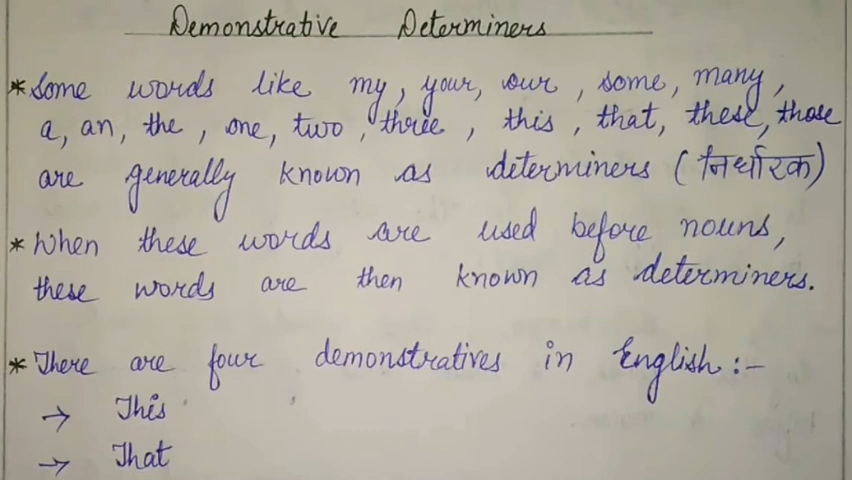 Demonstrative Determiners
* Some words like my, your, our, some, many,
a, an, the, one, two, three, this, that, these, those
are generally known as determiners (निर्धारक)
* When these words are used before nouns,
these words are then known as determiners.
* There are four demonstratives in English :-
→ This
→ That